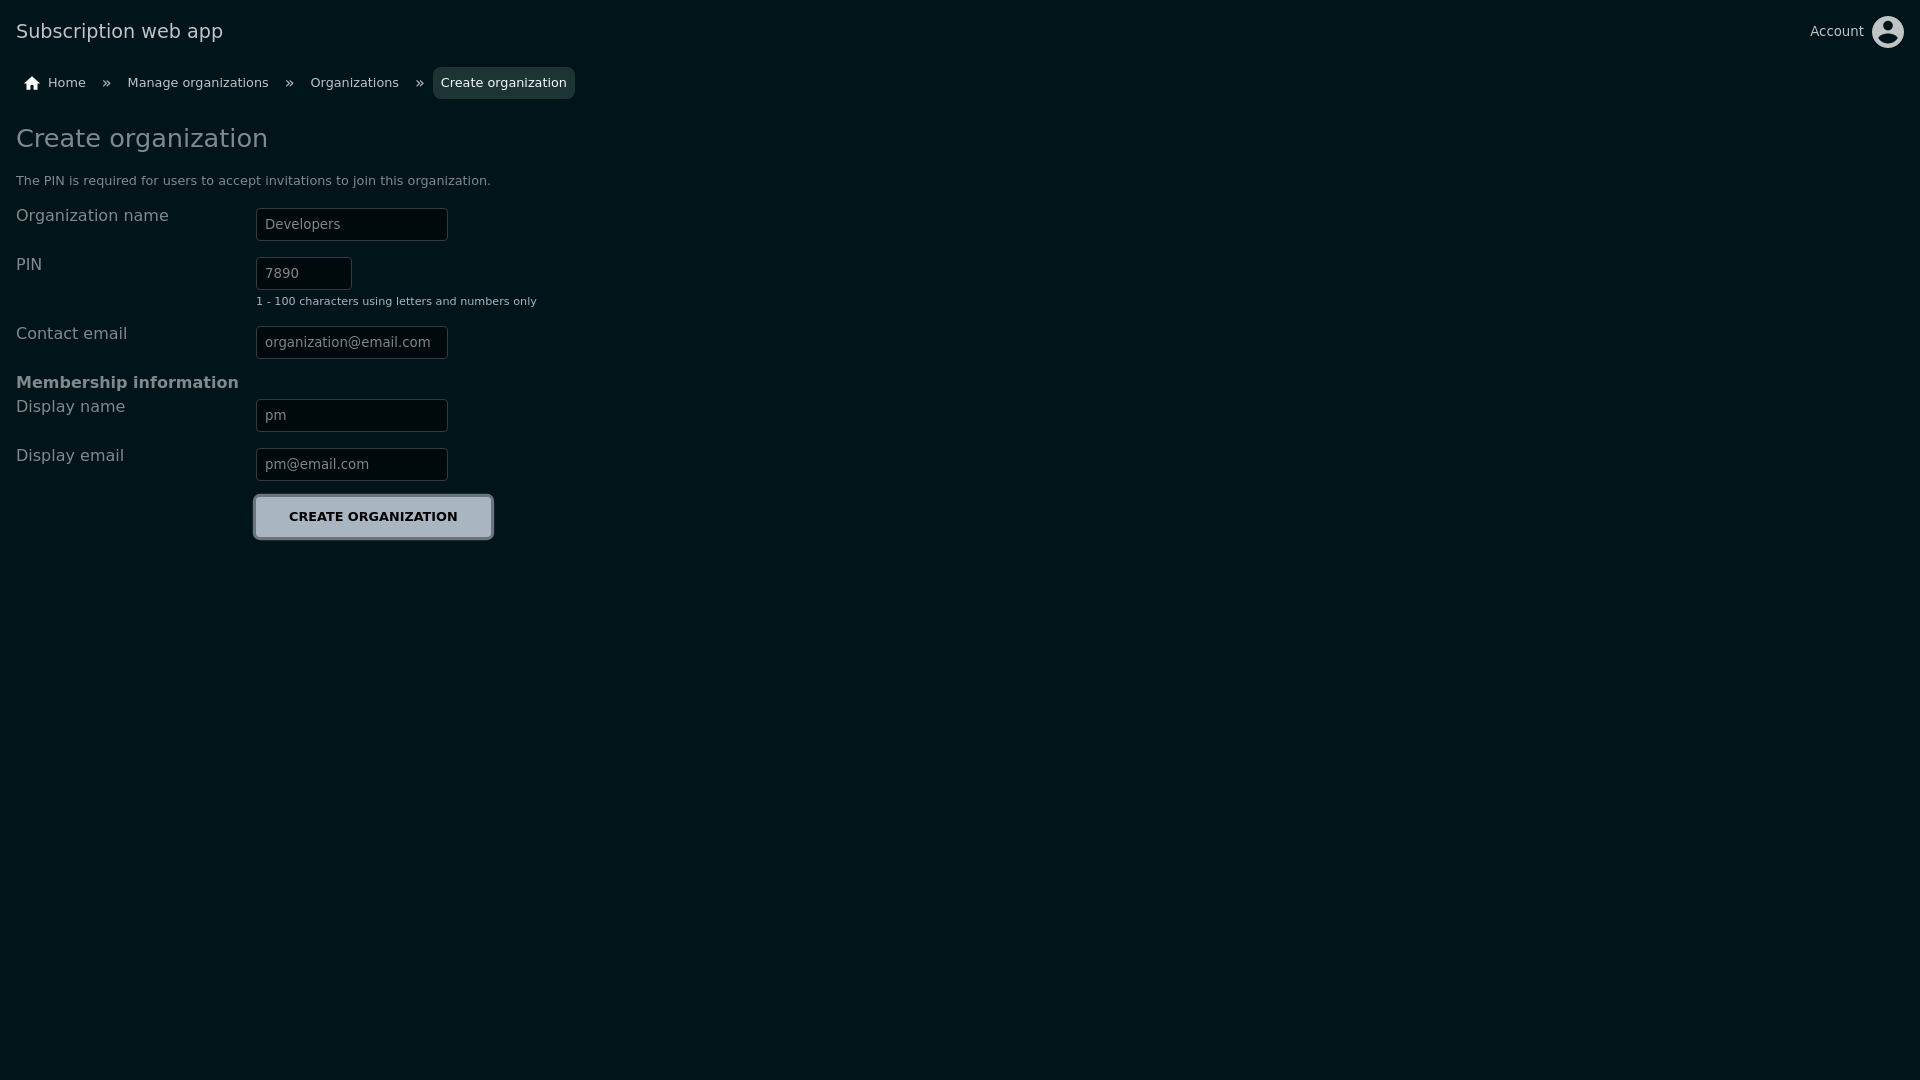 Subscription web app
Account
Home » Manage organizations » Organizations » Create organization
Create organization
The PIN is required for users to accept invitations to join this organization.
Organization name
Developers
PIN
7890
1 - 100 characters using letters and numbers only
Contact email
organization@email.com
Membership information
Display name
pm
Display email
pm@email.com
CREATE ORGANIZATION